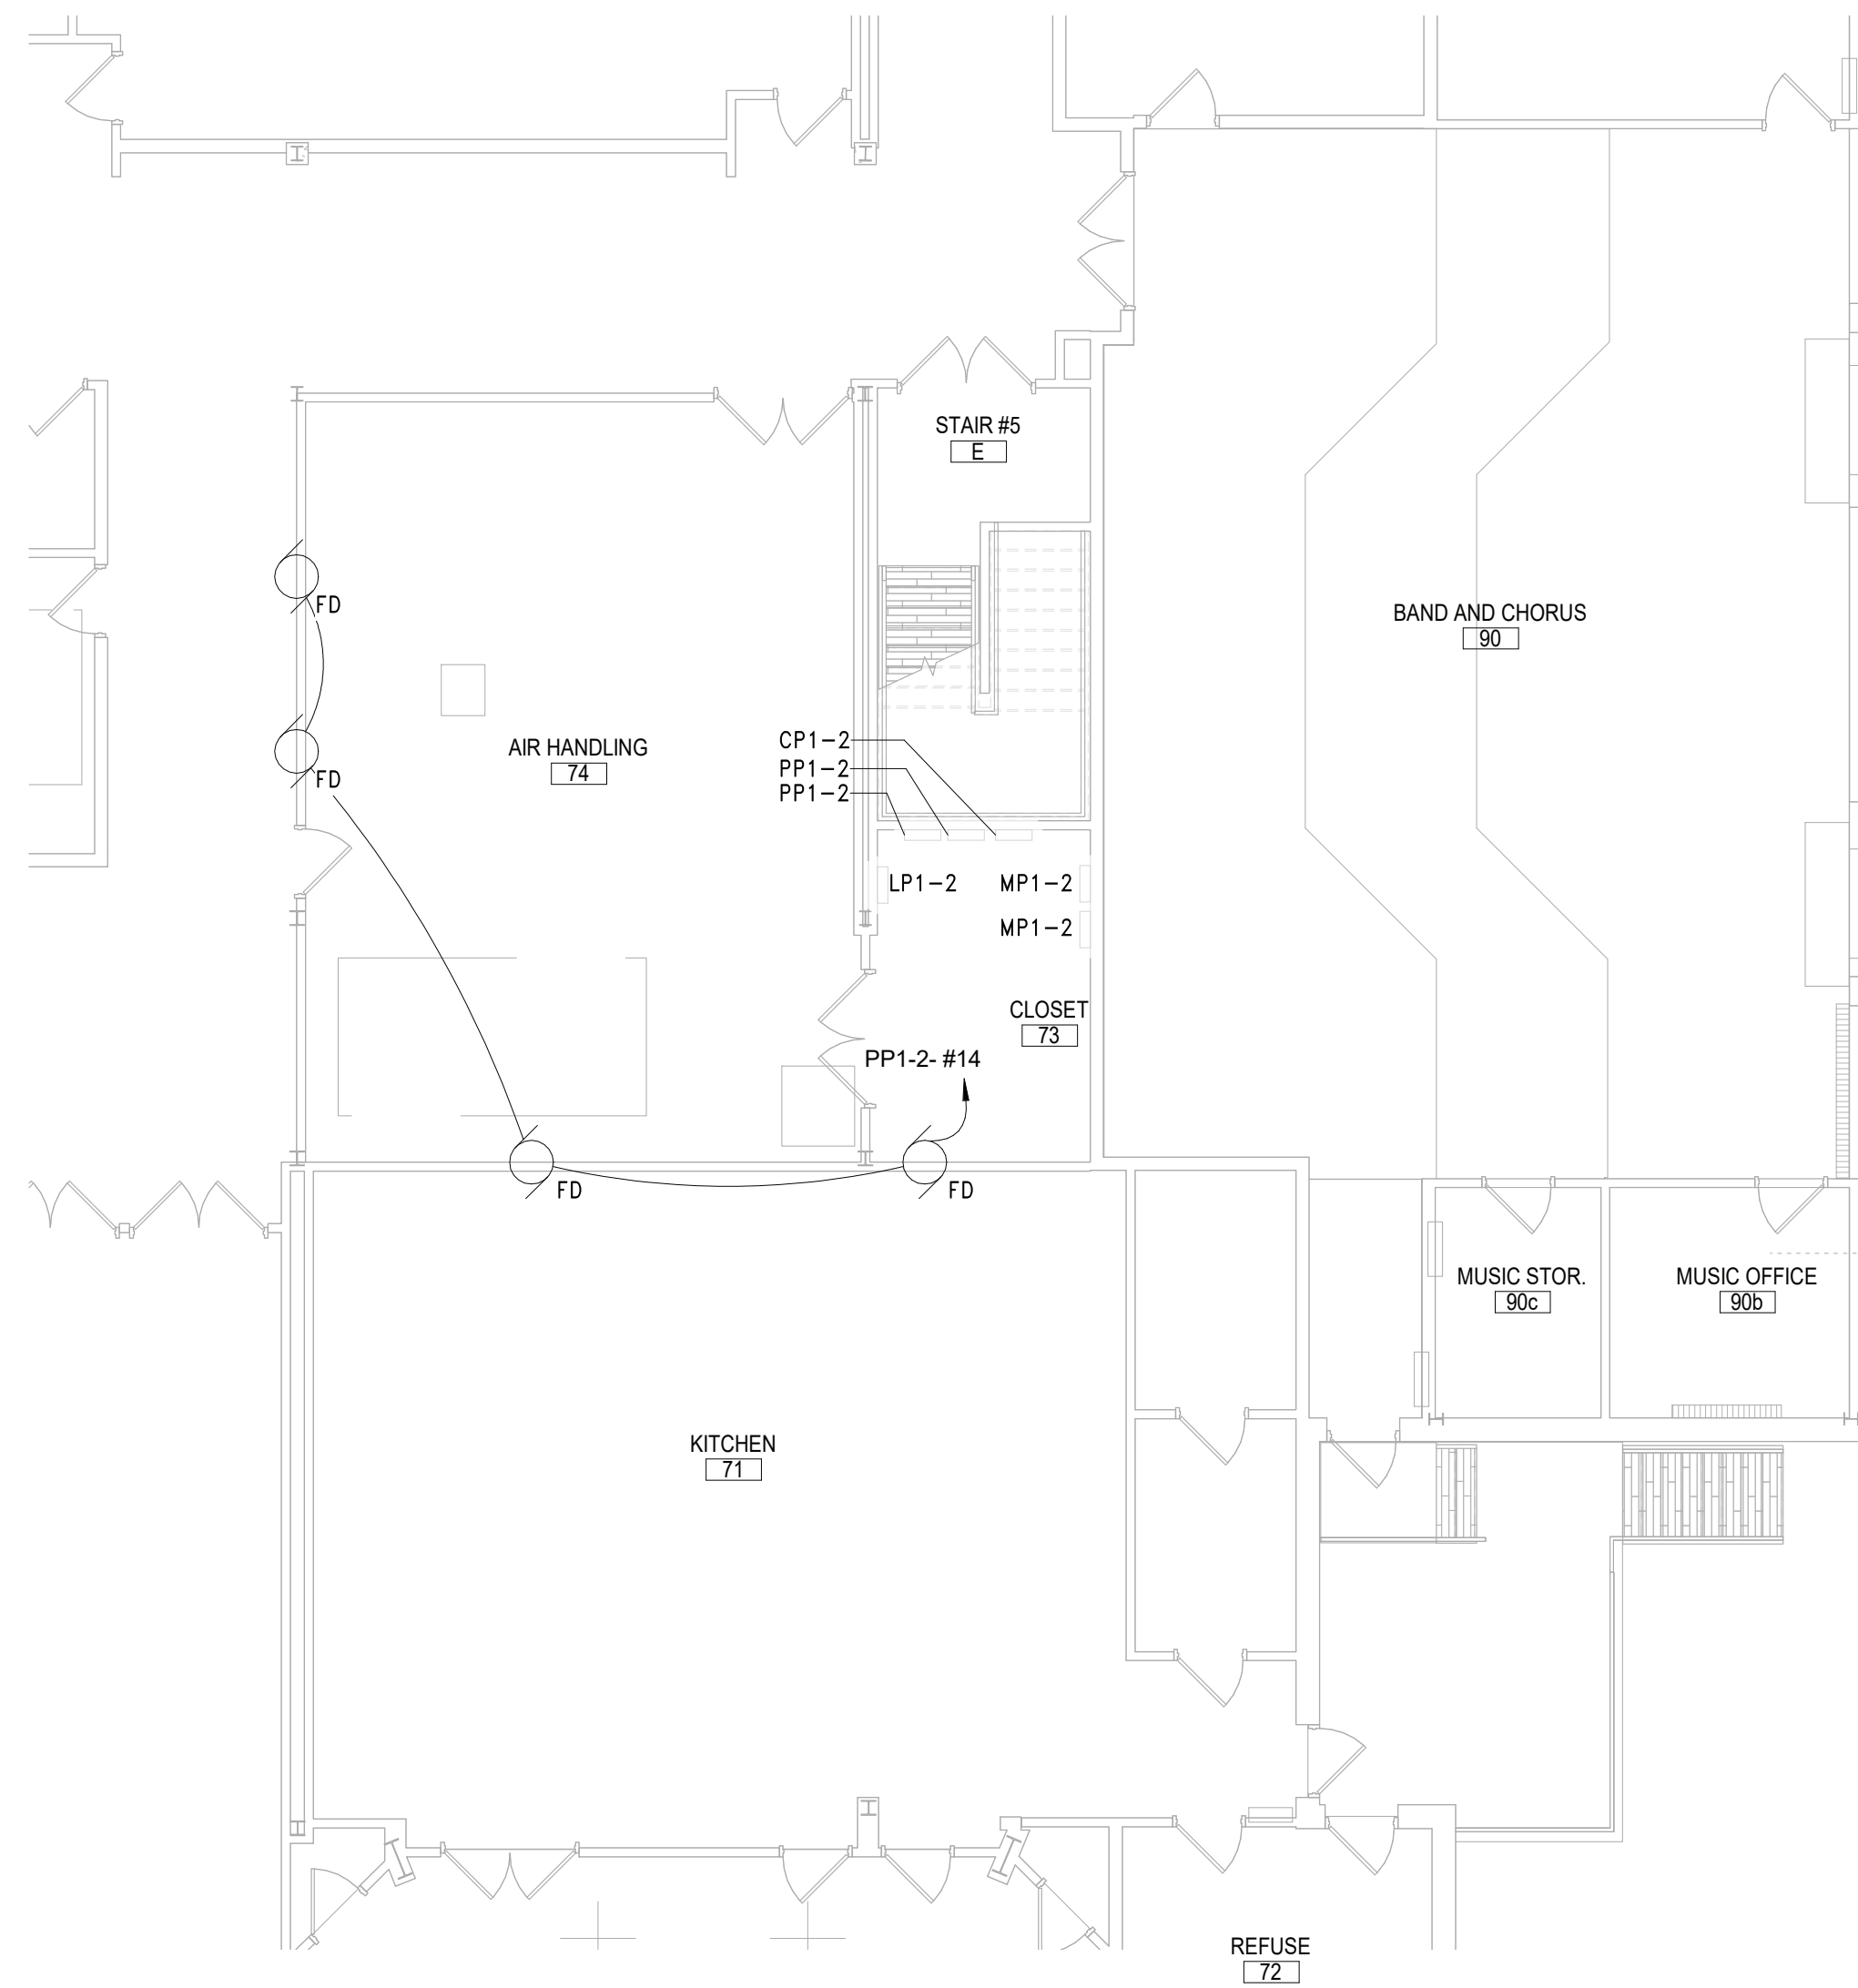 STAIR #5
E
FD
BAND AND CHORUS
90
CP1-2
AIR HANDLING
74
PP1-2
FD
PP1-2
LP1-2
MP1-2
MP1-2
CLOSET
73
PP1-2- #14
FD
FD
MUSIC STOR.
90c
MUSIC OFFICE
90b
KITCHEN
71
REFUSE
72